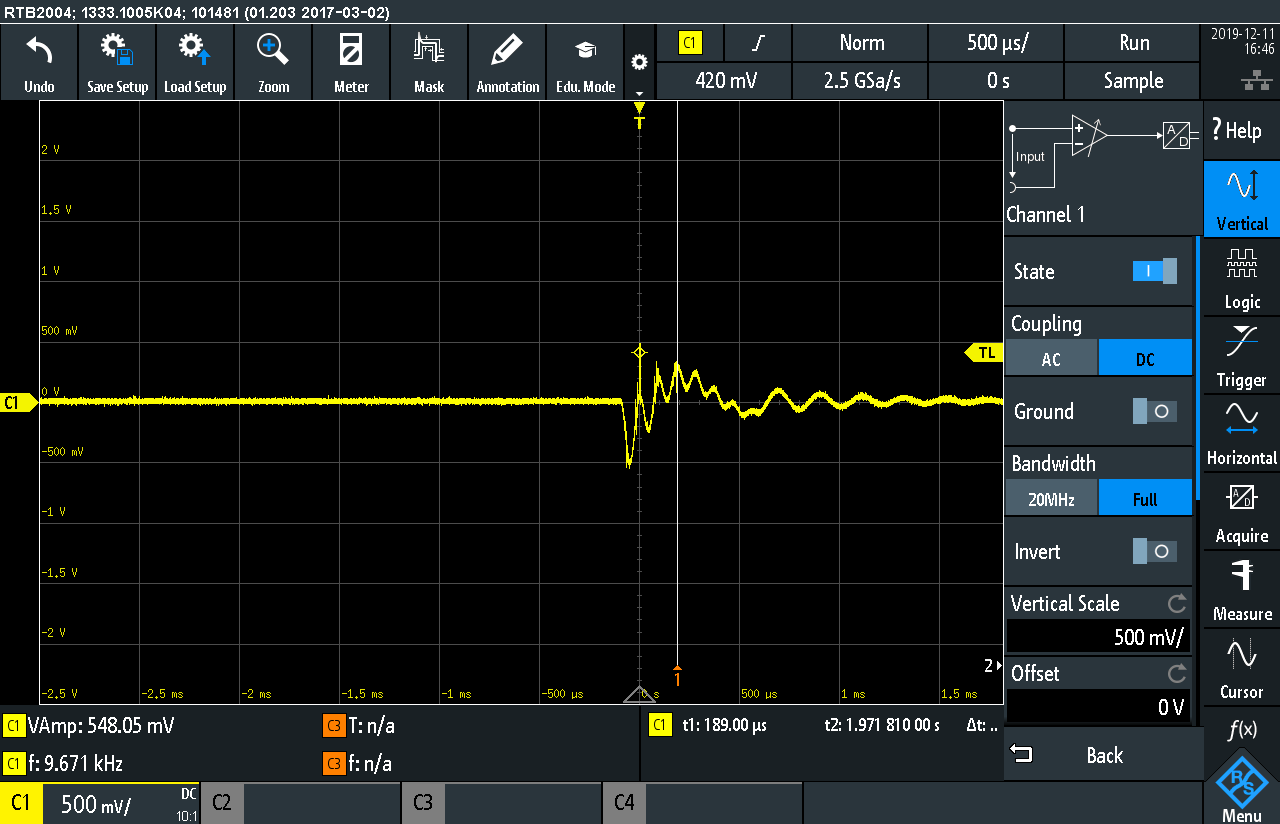 RTB2004; 1333.1005K04; 101481 (01.203 2017-03-02)
Undo
Save Setup
Load Setup
Zoom
Meter
Mask
Annotation
Edu. Mode
C1
Norm
500 µs/
Run
2019-12-11
16:46
420 mV
2.5 GSa/s
0 s
Sample
T
2 V
1.5 V
1 V
500 mV
TL
0 V
C1
-500 mV
-1 V
-1.5 V
-2 V
-2.5 V
-2.5 ms
-2 ms
-1.5 ms
-1 ms
-500 µs
0 s
500 µs
1 ms
1.5 ms
1
2
Input
+
-
A
D
Channel 1
State
I
Coupling
AC
DC
Ground
O
Bandwidth
20MHz
Full
Invert
O
Vertical Scale
500 mV/
Offset
0 V
Back
? Help
Vertical
Logic
Trigger
Horizontal
A
D
Acquire
Measure
Cursor
f(x)
R
S
Menu
C1 VAmp: 548.05 mV
C3 T: n/a
C1 t1: 189.00 µs t2: 1.971 810 00 s Δt: ..
C1 f: 9.671 kHz
C3 f: n/a
C1 500 mV/ DC
10:1
C2
C3
C4